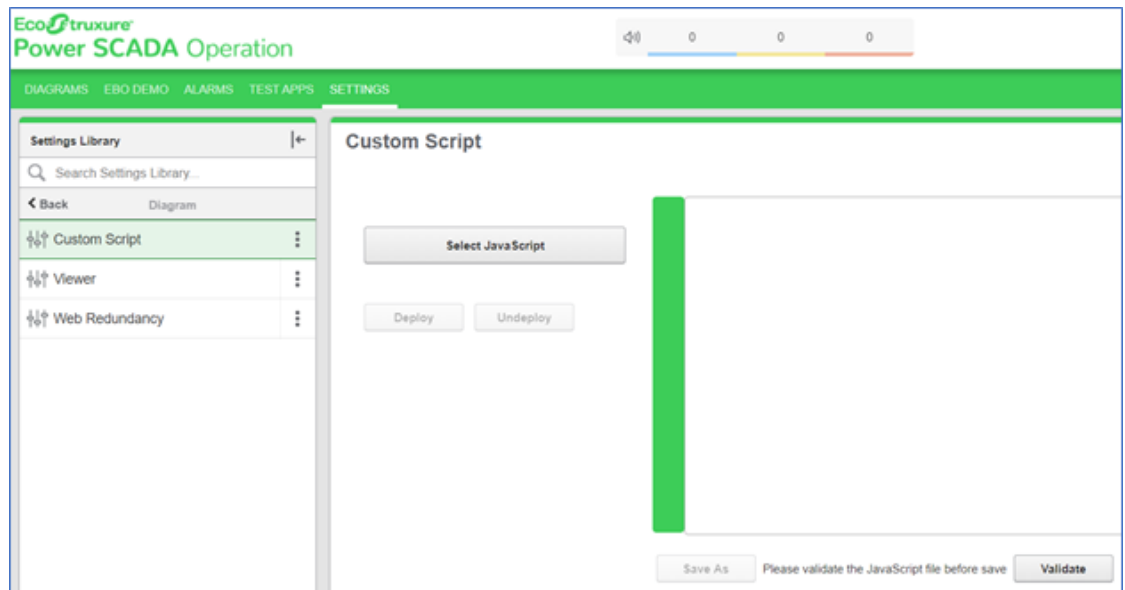 EcoStruxure
Power SCADA Operation
0 0 0
DIAGRAMS EBO DEMO ALARMS TEST APPS SETTINGS
Settings Library
Search Settings Library...
Back Diagram
Custom Script
Viewer
Web Redundancy
Custom Script
Select JavaScript
Deploy Undeploy
Save As Please validate the JavaScript file before save Validate